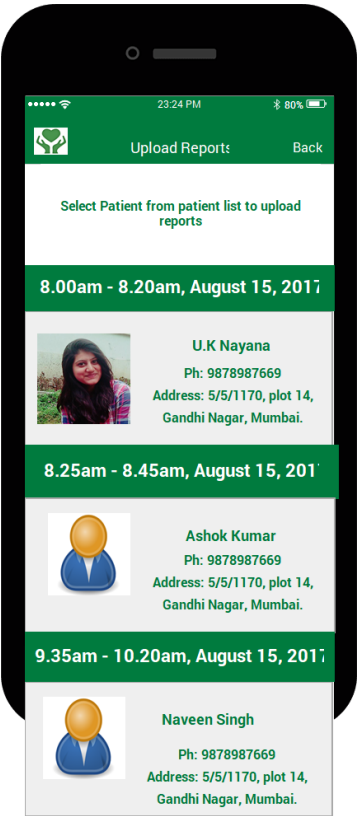 23:24 PM
80%
Upload Reports
Back
Select Patient from patient list to upload
reports
8.00am - 8.20am, August 15, 2017
U.K Nayana
Ph: 9878987669
Address: 5/5/1170, plot 14,
Gandhi Nagar, Mumbai.
8.25am - 8.45am, August 15, 201
Ashok Kumar
Ph: 9878987669
Address: 5/5/1170, plot 14,
Gandhi Nagar, Mumbai.
9.35am - 10.20am, August 15, 2017
Naveen Singh
Ph: 9878987669
Address: 5/5/1170, plot 14,
Gandhi Nagar, Mumbai.